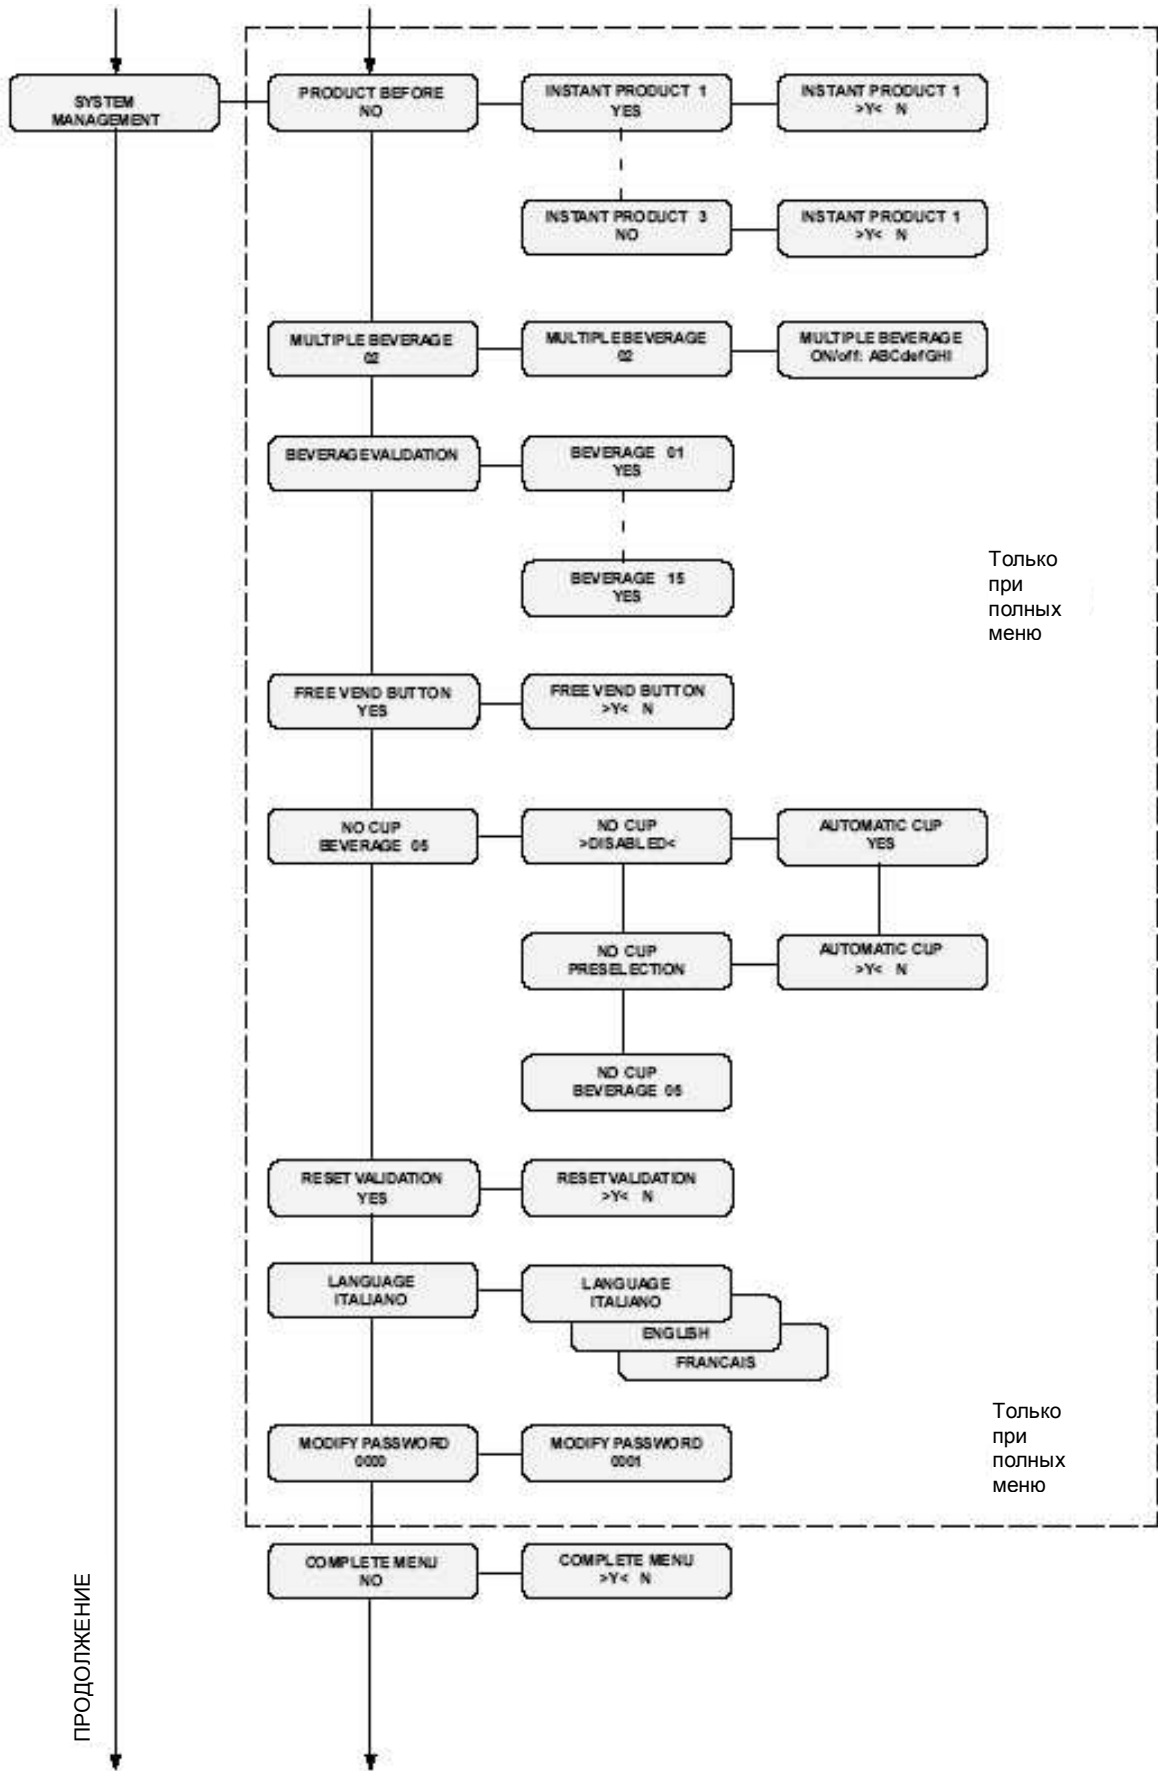 SYSTEM
MANAGEMENT
PRODUCT BEFORE
NO
INSTANT PRODUCT 1
YES
INSTANT PRODUCT 1
>Y< N
INSTANT PRODUCT 3
NO
INSTANT PRODUCT 1
>Y< N
MULTIPLE BEVERAGE
02
MULTIPLE BEVERAGE
02
MULTIPLE BEVERAGE
ON/off: ABCdefGHI
BEVERAGE VALIDATION
BEVERAGE 01
YES
BEVERAGE 15
YES
Только
при
полных
меню
FREE VEND BUTTON
YES
FREE VEND BUTTON
>Y< N
NO CUP
BEVERAGE 05
NO CUP
>DISABLED<
AUTOMATIC CUP
YES
NO CUP
PRESELECTION
AUTOMATIC CUP
>Y< N
NO CUP
BEVERAGE 05
RESET VALIDATION
YES
RESET VALIDATION
>Y< N
LANGUAGE
ITALIANO
LANGUAGE
ITALIANO
ENGLISH
FRANCAIS
MODIFY PASSWORD
0000
MODIFY PASSWORD
0001
Только
при
полных
меню
COMPLETE MENU
NO
COMPLETE MENU
>Y< N
ПРОДОЛЖЕНИЕ